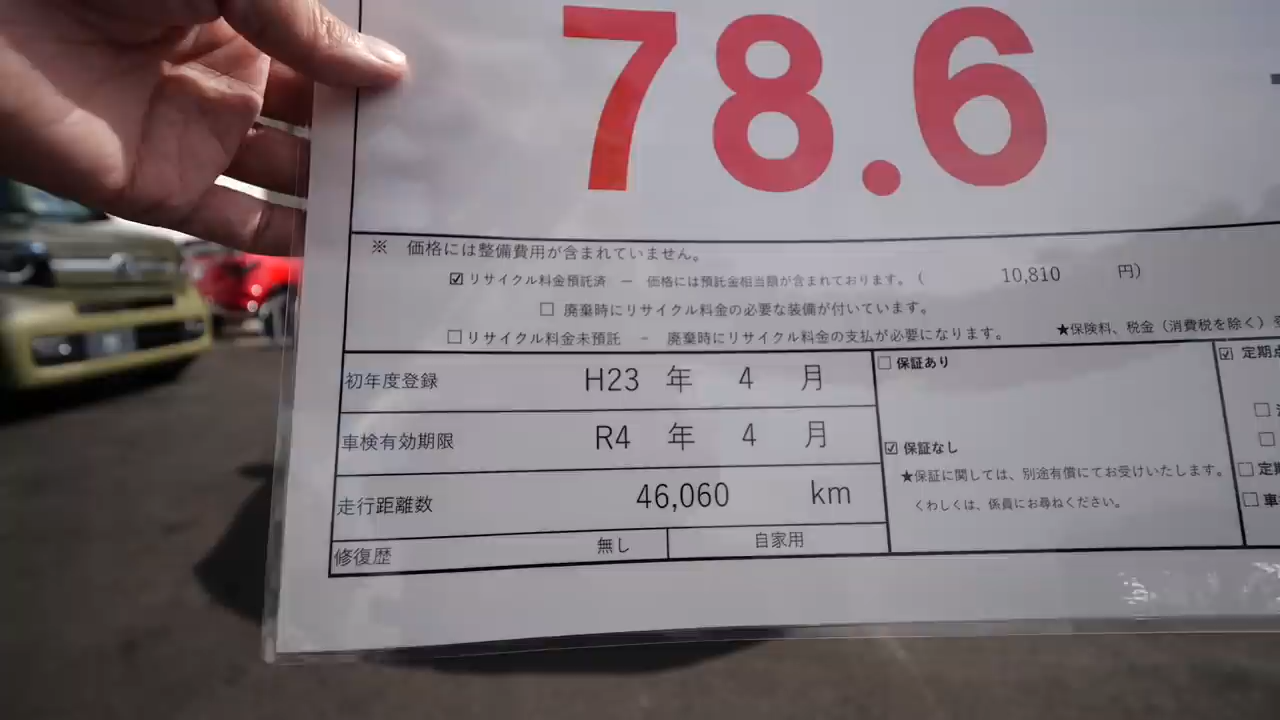 78.6
※ 価格には整備費用が含まれていません。
☑ リサイクル料金預託済 － 価格には預託金相当額が含まれております。( 10,810 円)
☐ 廃棄時にリサイクル料金の必要な装備が付いています。
☐ リサイクル料金未預託 － 廃棄時にリサイクル料金の支払が必要になります。
★保険料、税金（消費税を除く）
初年度登録 H23 年 4 月
車検有効期限 R4 年 4 月
走行距離数 46,060 km
修復歴 無し 自家用
☐ 保証あり
☑ 保証なし
★保証に関しては、別途有償にてお受けいたします。
くわしくは、係員にお尋ねください。
☑ 定期点
☐
☐
☐ 定期
☐ 車